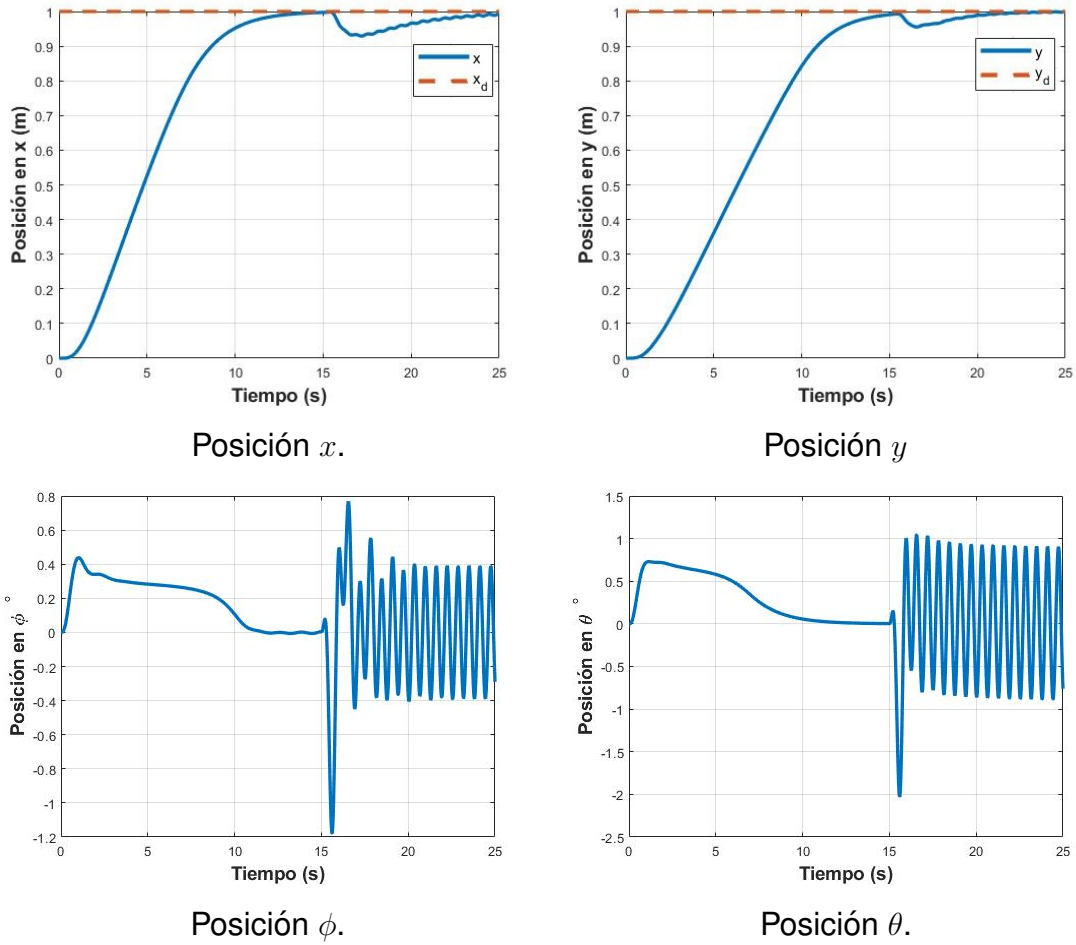 1
0.9
0.8
0.7
0.6
0.5
0.4
0.3
0.2
0.1
0
Posición en x (m)
x
x_d
0 5 10 15 20 25
Tiempo (s)
Posición x.
1
0.9
0.8
0.7
0.6
0.5
0.4
0.3
0.2
0.1
0
Posición en y (m)
y
y_d
0 5 10 15 20 25
Tiempo (s)
Posición y
0.8
0.6
0.4
0.2
0
-0.2
-0.4
-0.6
-0.8
-1
-1.2
Posición en ϕ °
0 5 10 15 20 25
Tiempo (s)
Posición ϕ.
1.5
1
0.5
0
-0.5
-1
-1.5
-2
-2.5
Posición en θ °
0 5 10 15 20 25
Tiempo (s)
Posición θ.